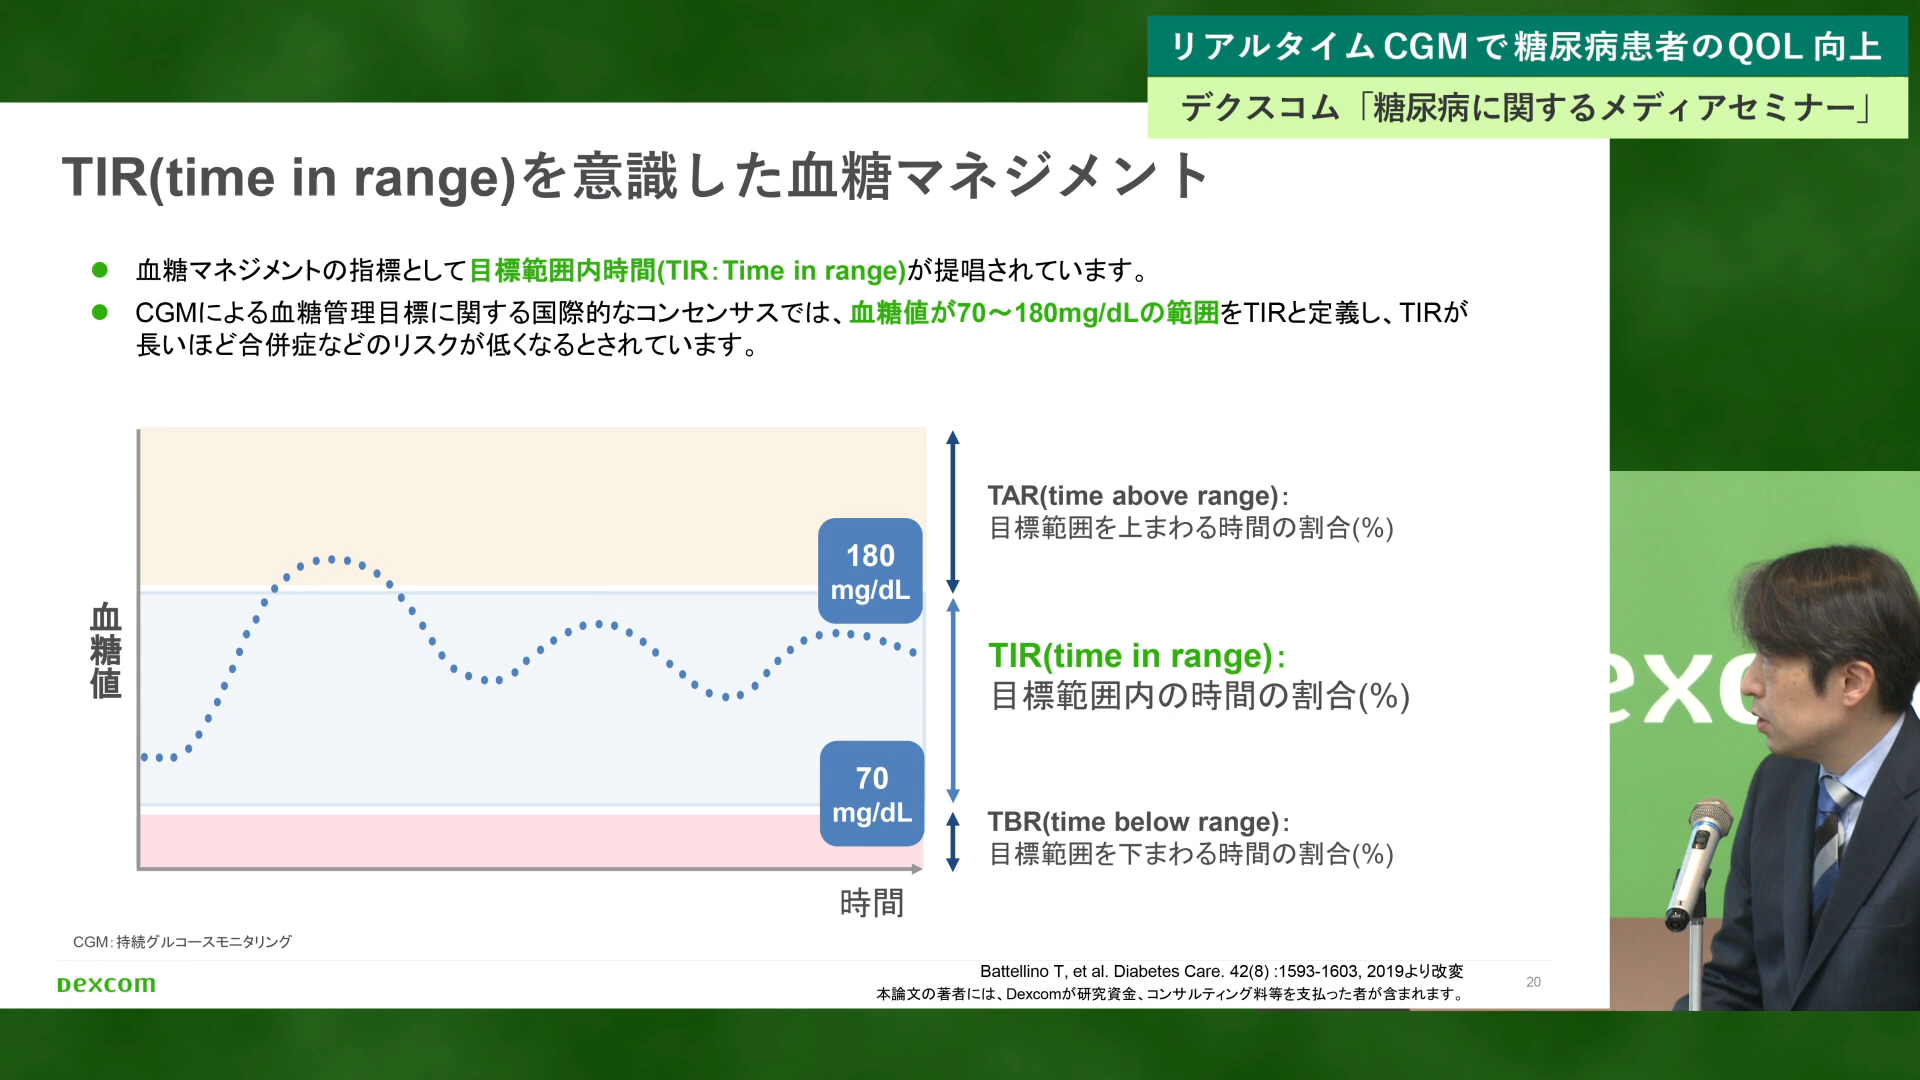 リアルタイムCGMで糖尿病患者のQOL向上
デクスコム「糖尿病に関するメディアセミナー」
TIR(time in range)を意識した血糖マネジメント
血糖マネジメントの指標として目標範囲内時間(TIR：Time in range)が提唱されています。
CGMによる血糖管理目標に関する国際的なコンセンサスでは、血糖値が70～180mg/dLの範囲をTIRと定義し、TIRが
長いほど合併症などのリスクが低くなるとされています。
血糖値
180
mg/dL
70
mg/dL
時間
TAR(time above range)：
目標範囲を上まわる時間の割合(%)
TIR(time in range)：
目標範囲内の時間の割合(%)
TBR(time below range)：
目標範囲を下まわる時間の割合(%)
CGM：持続グルコースモニタリング
Dexcom
Battellino T, et al. Diabetes Care. 42(8) :1593-1603, 2019より改変
本論文の著者には、Dexcomが研究資金、コンサルティング料等を支払った者が含まれます。
20
exc